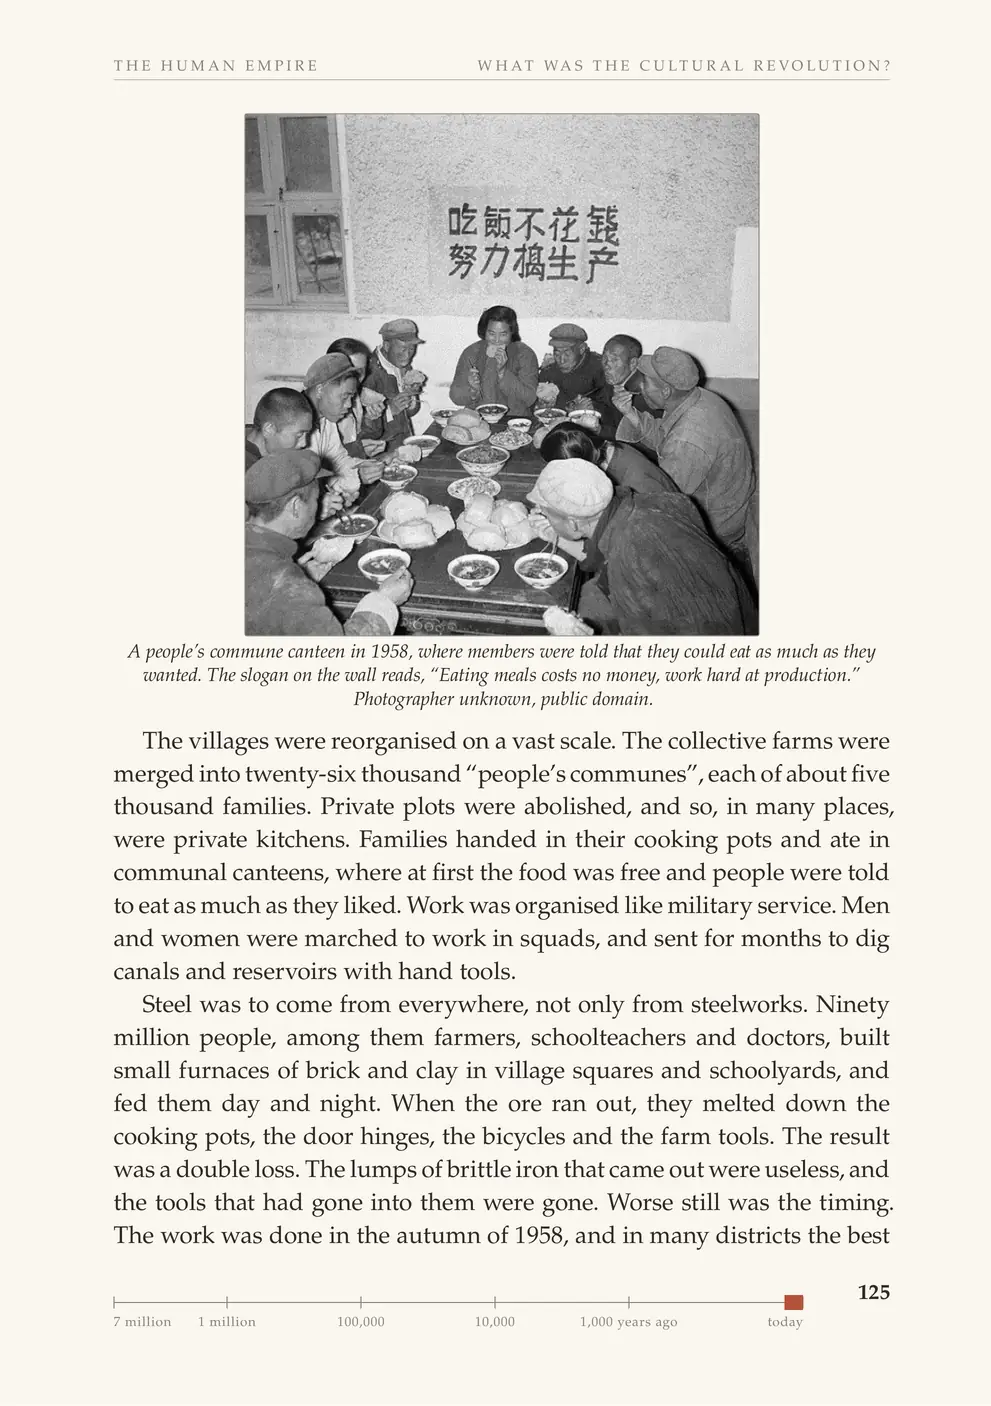 THE HUMAN EMPIRE
WHAT WAS THE CULTURAL REVOLUTION?
吃飯不花錢
努力搞生产
A people’s commune canteen in 1958, where members were told that they could eat as much as they
wanted. The slogan on the wall reads, “Eating meals costs no money, work hard at production.”
Photographer unknown, public domain.
The villages were reorganised on a vast scale. The collective farms were
merged into twenty-six thousand “people’s communes”, each of about five
thousand families. Private plots were abolished, and so, in many places,
were private kitchens. Families handed in their cooking pots and ate in
communal canteens, where at first the food was free and people were told
to eat as much as they liked. Work was organised like military service. Men
and women were marched to work in squads, and sent for months to dig
canals and reservoirs with hand tools.
Steel was to come from everywhere, not only from steelworks. Ninety
million people, among them farmers, schoolteachers and doctors, built
small furnaces of brick and clay in village squares and schoolyards, and
fed them day and night. When the ore ran out, they melted down the
cooking pots, the door hinges, the bicycles and the farm tools. The result
was a double loss. The lumps of brittle iron that came out were useless, and
the tools that had gone into them were gone. Worse still was the timing.
The work was done in the autumn of 1958, and in many districts the best
125
7 million
1 million
100,000
10,000
1,000 years ago
today